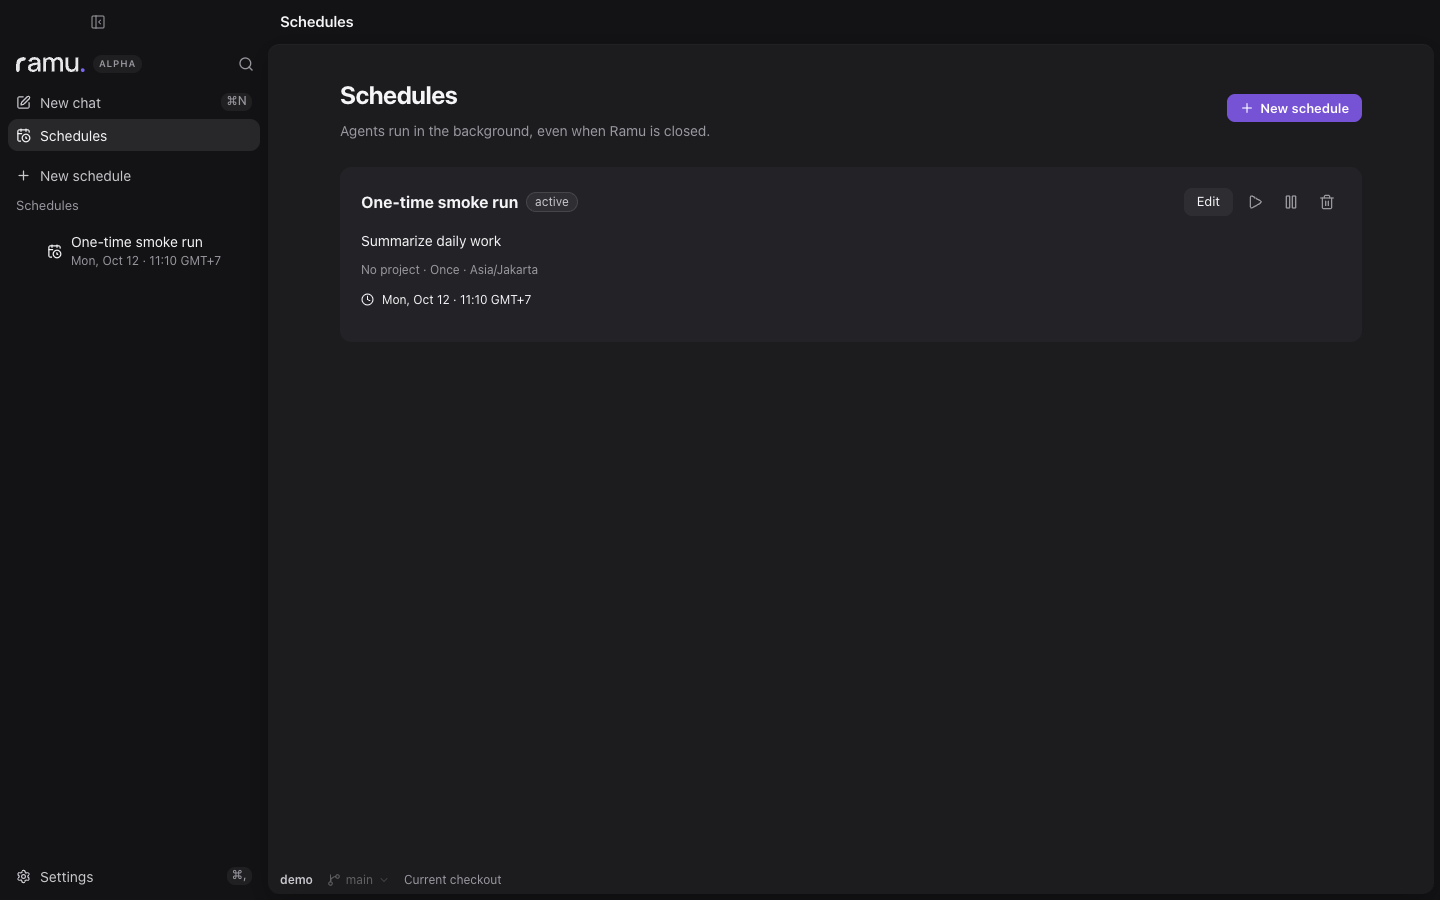 Schedules
ramu.
ALPHA
New chat
⌘N
Schedules
New schedule
Schedules
One-time smoke run
Mon, Oct 12 · 11:10 GMT+7
Settings
⌘,
Schedules
Agents run in the background, even when Ramu is closed.
New schedule
One-time smoke run
active
Edit
Summarize daily work
No project · Once · Asia/Jakarta
Mon, Oct 12 · 11:10 GMT+7
demo
main
Current checkout